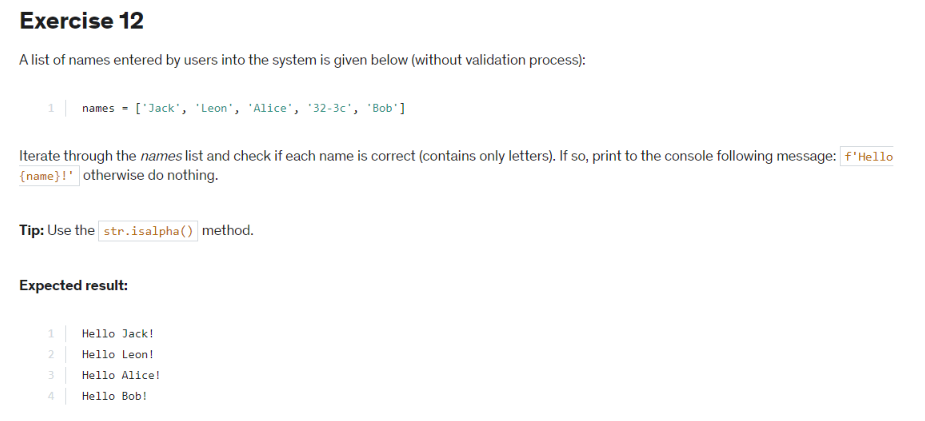 Exercise 12
A list of names entered by users into the system is given below (without validation process):
1 names = ['Jack', 'Leon', 'Alice', '32-3c', 'Bob']
Iterate through the names list and check if each name is correct (contains only letters). If so, print to the console following message: f'Hello
{name}!' otherwise do nothing.
Tip: Use the str.isalpha() method.
Expected result:
1 Hello Jack!
2 Hello Leon!
3 Hello Alice!
4 Hello Bob!